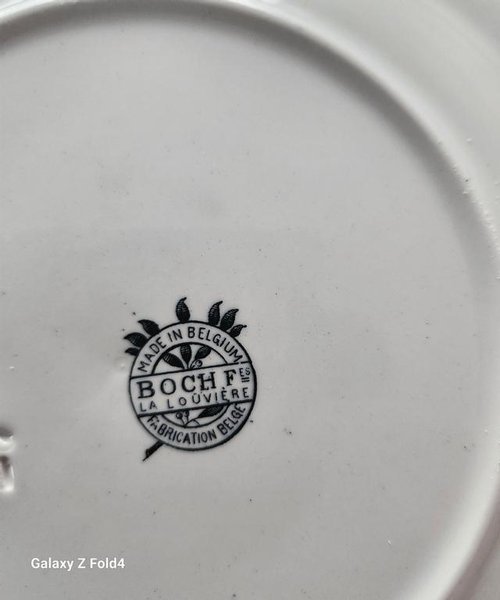 MADE IN BELGIUM
BOCH Fes
LA LOUVIÈRE
FABRICATION BELGE
Galaxy Z Fold4